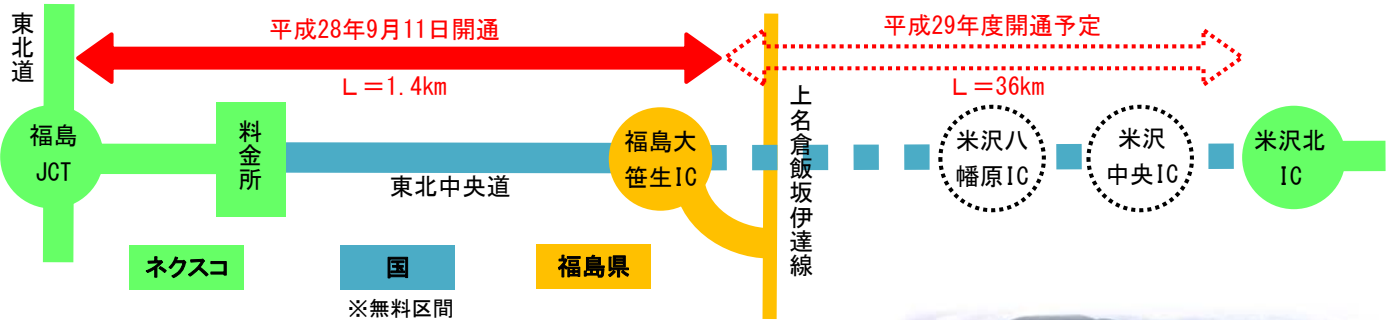 東北道
平成28年9月11日開通
L=1.4km
平成29年度開通予定
L=36km
福島
JCT
料金所
東北中央道
福島大
笹生IC
上名倉飯坂伊達線
米沢八
幡原IC
米沢
中央IC
米沢北
IC
ネクスコ
国
福島県
※無料区間